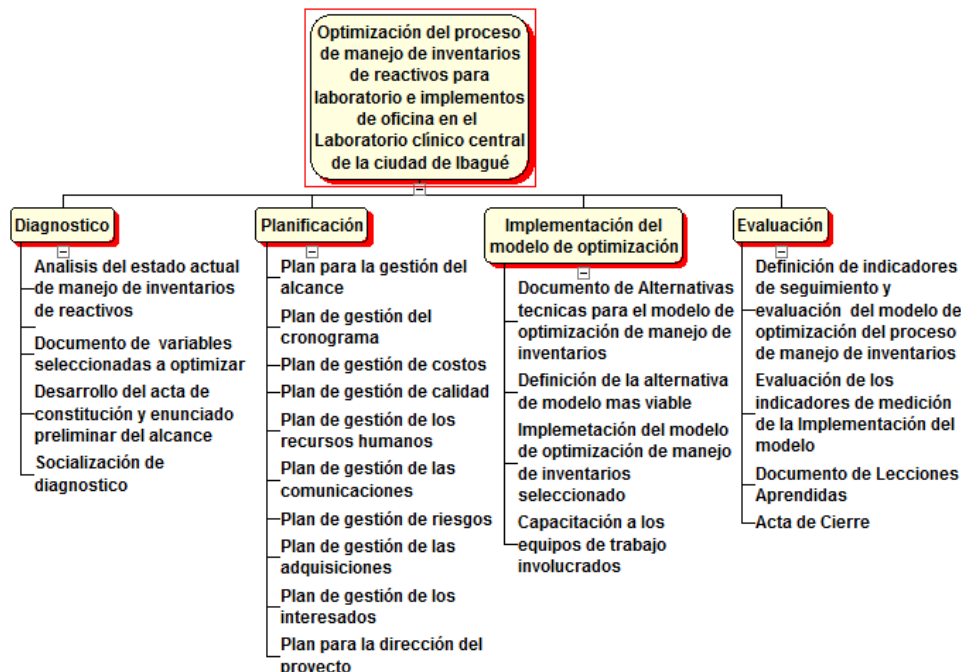 Optimización del proceso
de manejo de inventarios
de reactivos para
laboratorio e implementos
de oficina en el
Laboratorio clínico central
de la ciudad de Ibagué
Diagnostico
Analisis del estado actual
de manejo de inventarios
de reactivos
Documento de variables
seleccionadas a optimizar
Desarrollo del acta de
constitución y enunciado
preliminar del alcance
Socialización de
diagnostico
Planificación
Plan para la gestión del
alcance
Plan de gestión del
cronograma
Plan de gestión de costos
Plan de gestión de calidad
Plan de gestión de los
recursos humanos
Plan de gestión de las
comunicaciones
Plan de gestión de riesgos
Plan de gestión de las
adquisiciones
Plan de gestión de los
interesados
Plan para la dirección del
proyecto
Implementación del
modelo de optimización
Documento de Alternativas
tecnicas para el modelo de
optimización de manejo de
inventarios
Definición de la alternativa
de modelo mas viable
Implemetación del modelo
de optimización de manejo
de inventarios
seleccionado
Capacitación a los
equipos de trabajo
involucrados
Evaluación
Definición de indicadores
de seguimiento y
evaluación del modelo de
optimización del proceso
de manejo de inventarios
Evaluación de los
indicadores de medición
de la Implementación del
modelo
Documento de Lecciones
Aprendidas
Acta de Cierre